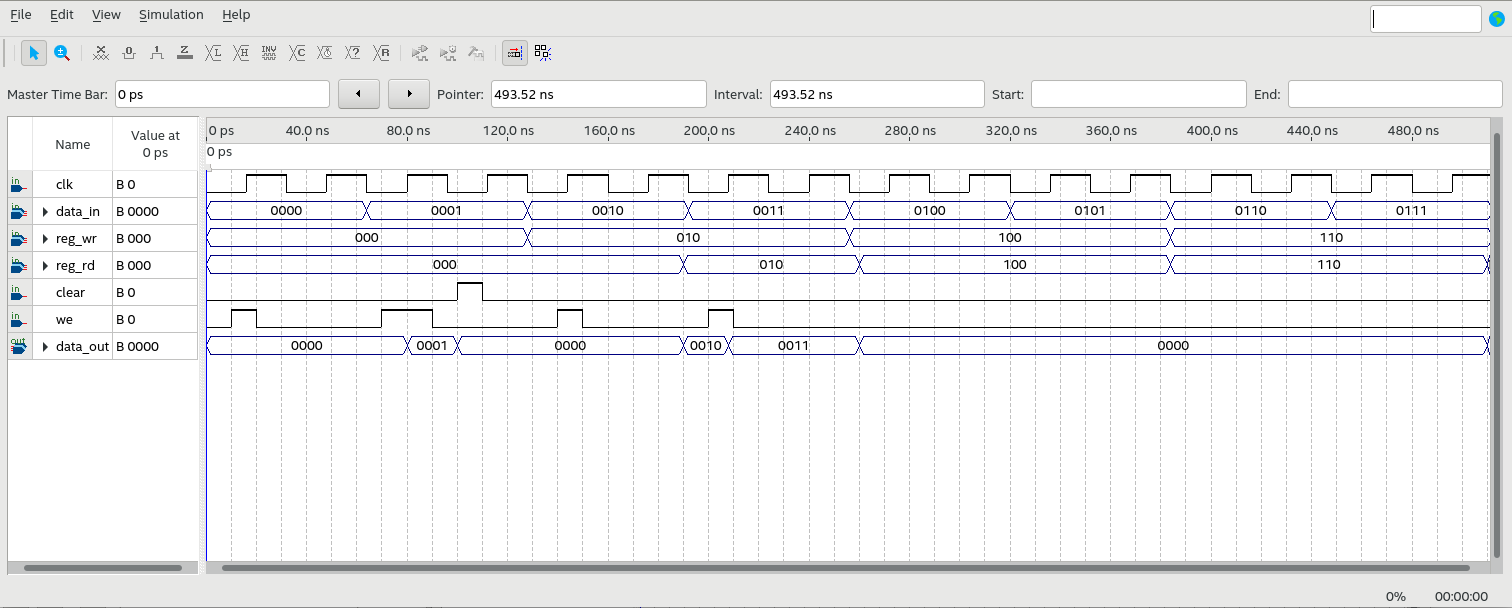 File Edit View Simulation Help
Master Time Bar: 0 ps Pointer: 493.52 ns Interval: 493.52 ns Start: End:
Name Value at 0 ps
0 ps 40.0 ns 80.0 ns 120.0 ns 160.0 ns 200.0 ns 240.0 ns 280.0 ns 320.0 ns 360.0 ns 400.0 ns 440.0 ns 480.0 ns
0 ps
in clk B 0
in data_in B 0000 0000 0001 0010 0011 0100 0101 0110 0111
in reg_wr B 000 000 010 100 110
in reg_rd B 000 000 010 100 110
in clear B 0
in we B 0
out data_out B 0000 0000 0001 0000 0010 0011 0000
0% 00:00:00